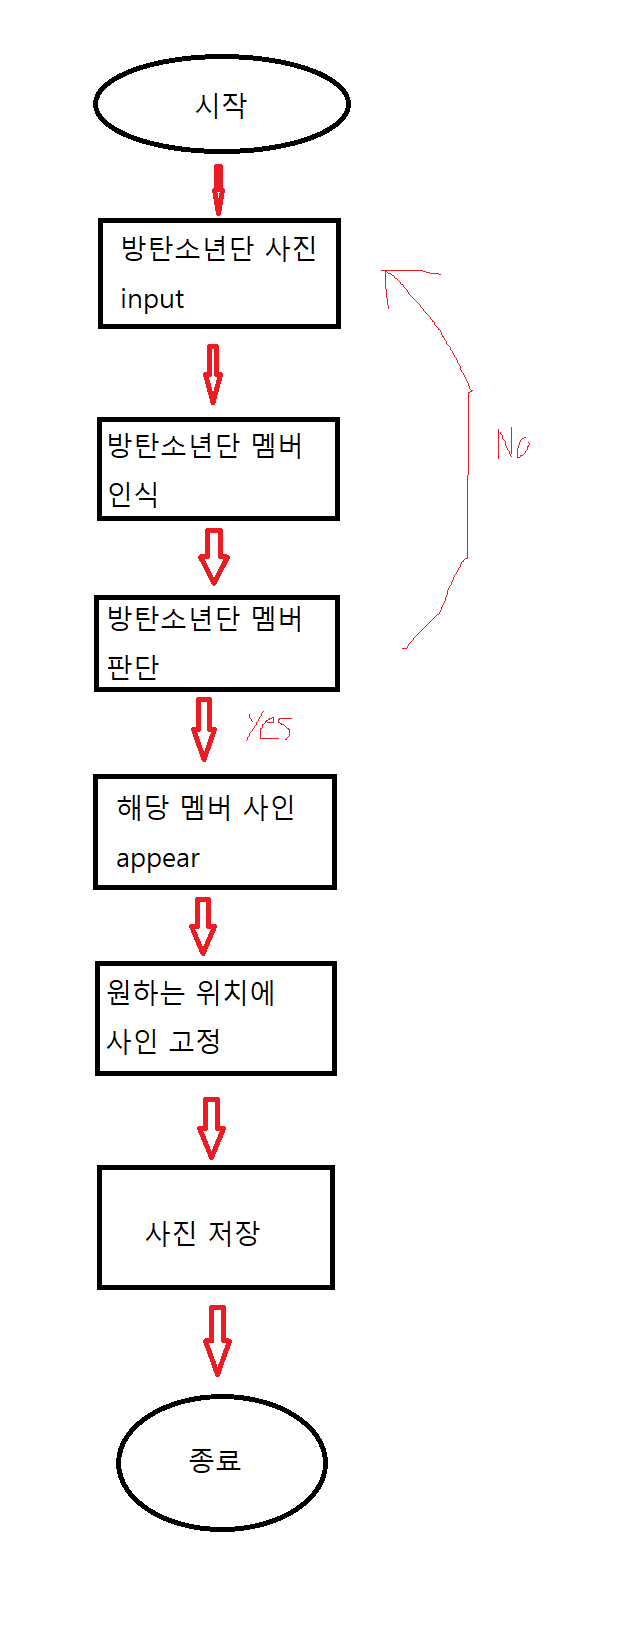 시작
방탄소년단 사진
input
방탄소년단 멤버
인식
No
방탄소년단 멤버
판단
Yes
해당 멤버 사인
appear
원하는 위치에
사인 고정
사진 저장
종료